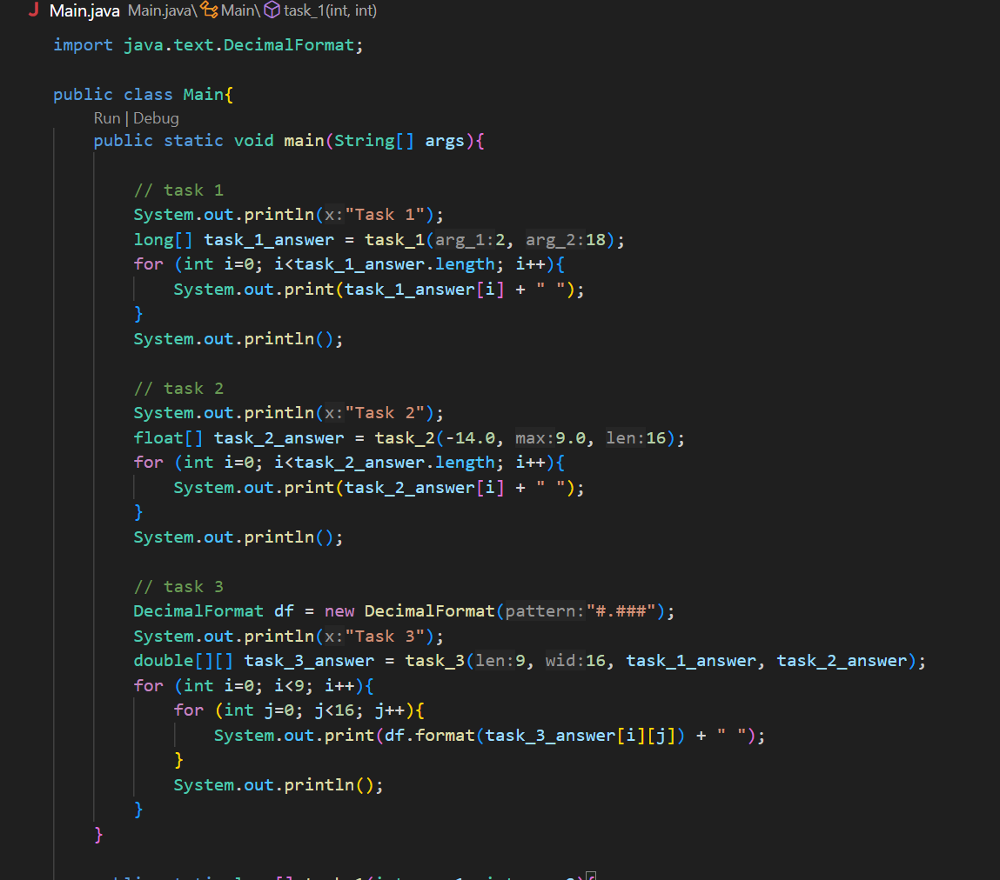 Main.java Main.java\Main\task_1(int, int)
import java.text.DecimalFormat;
public class Main{
Run | Debug
public static void main(String[] args){
// task 1
System.out.println(x:"Task 1");
long[] task_1_answer = task_1(arg_1:2, arg_2:18);
for (int i=0; i<task_1_answer.length; i++){
System.out.print(task_1_answer[i] + " ");
}
System.out.println();
// task 2
System.out.println(x:"Task 2");
float[] task_2_answer = task_2(-14.0, max:9.0, len:16);
for (int i=0; i<task_2_answer.length; i++){
System.out.print(task_2_answer[i] + " ");
}
System.out.println();
// task 3
DecimalFormat df = new DecimalFormat(pattern:"#.###");
System.out.println(x:"Task 3");
double[][] task_3_answer = task_3(len:9, wid:16, task_1_answer, task_2_answer);
for (int i=0; i<9; i++){
for (int j=0; j<16; j++){
System.out.print(df.format(task_3_answer[i][j]) + " ");
}
System.out.println();
}
}